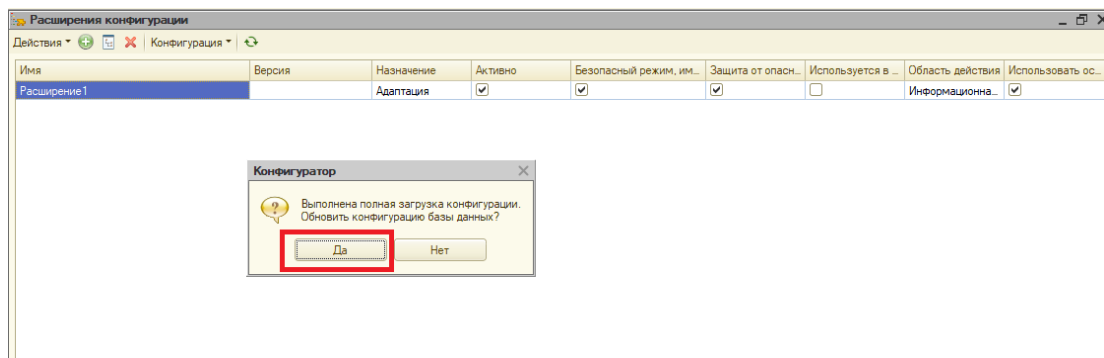 Расширения конфигурации
Действия Конфигурация
Имя Версия Назначение Активно Безопасный режим, им... Защита от опасн... Используется в ... Область действия Использовать ос...
Расширение1 Адаптация Информационна...
Конфигуратор
Выполнена полная загрузка конфигурации.
Обновить конфигурацию базы данных?
Да Нет